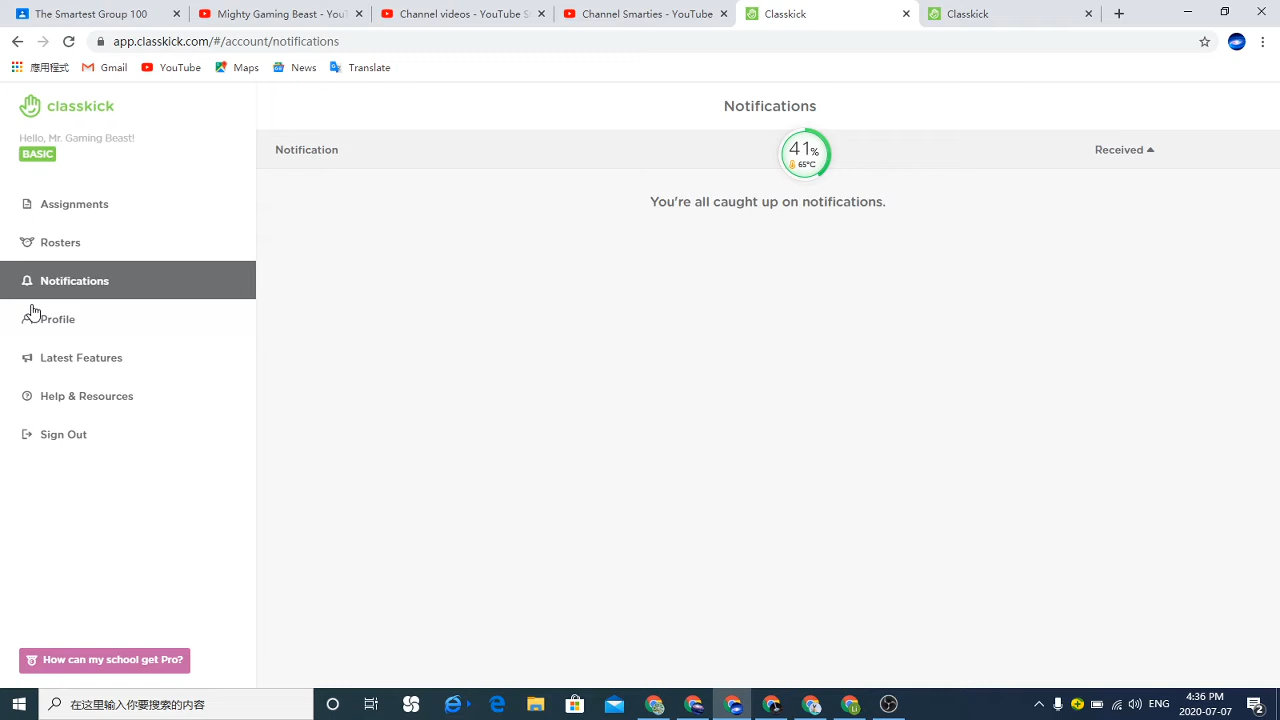 The Smartest Group 100
Mighty Gaming Beast - YouT
Channel videos - YouTube S
Channel Smarties - YouTube
Classkick
Classkick
app.classkick.com/#/account/notifications
應用程式
Gmail
YouTube
Maps
News
Translate
classkick
Hello, Mr. Gaming Beast!
BASIC
Assignments
Rosters
Notifications
Profile
Latest Features
Help & Resources
Sign Out
How can my school get Pro?
Notifications
Notification
41%
65°C
Received
You're all caught up on notifications.
在这里输入你要搜索的内容
ENG
4:36 PM
2020-07-07
2